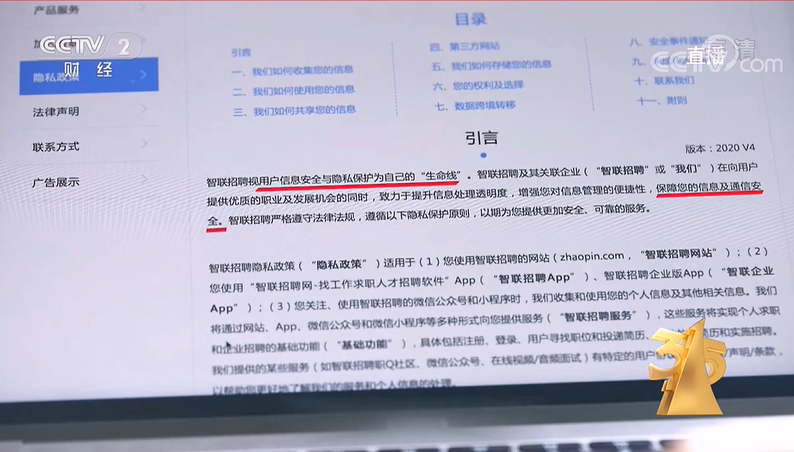 产品服务
CCTV 2
财经
隐私政策
法律声明
联系方式
广告展示
目录
引言
一、我们如何收集您的信息
二、我们如何使用您的信息
三、我们如何共享您的信息
四、第三方网站
五、我们如何存储您的信息
六、您的权利及选择
七、数据跨境转移
八、安全事件通知
十、联系我们
十一、附则
直播
CCTV.com
高清
引言
版本：2020 V4
智联招聘视用户信息安全与隐私保护为自己的“生命线”。智联招聘及其关联企业（“智联招聘”或“我们”）在向用户
提供优质的职业及发展机会的同时，致力于提升信息处理透明度，增强您对信息管理的便捷性，保障您的信息及通信安
全。智联招聘严格遵守法律法规，遵循以下隐私保护原则，以期为您提供更加安全、可靠的服务。
智联招聘隐私政策（“隐私政策”）适用于（1）您使用智联招聘的网站（zhaopin.com，“智联招聘网站”）；（2）
您使用“智联招聘网-找工作求职人才招聘软件”App（“智联招聘App”）、智联招聘企业版App（“智联企业
App”）；（3）您关注、使用智联招聘的微信公众号和小程序时，我们收集和使用您的个人信息及其他相关信息。我们
将通过网站、App、微信公众号和微信小程序等多种形式向您提供服务（“智联招聘服务”），这些服务将实现个人求职
和企业招聘的基础功能（“基础功能”），具体包括注册、登录、用户寻找职位和投递简历、简历和实施招聘。
我们提供的某些服务（如智联招聘职Q社区、微信公众号、在线视频/音频面试）有特定的用户声明/条款，
以帮助您更好地了解我们的服务和个人信息的处理。
315